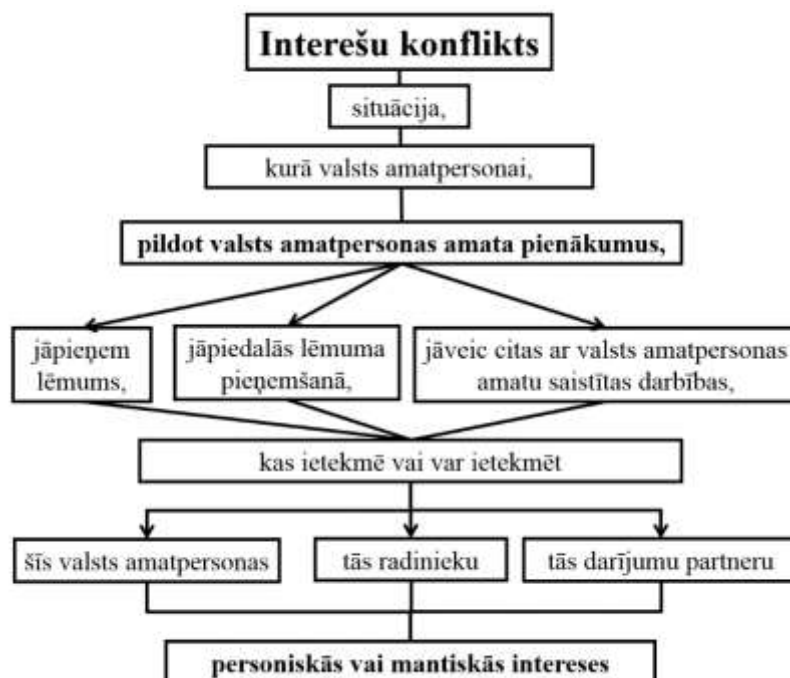 Interešu konflikts
situācija,
kurā valsts amatpersonai,
pildot valsts amatpersonas amata pienākumus,
jāpieņem
lēmums,
jāpiedalās lēmuma
pieņemšanā,
jāveic citas ar valsts amatpersonas
amatu saistītas darbības,
kas ietekmē vai var ietekmēt
šīs valsts amatpersonas
tās radinieku
tās darījumu partneru
personiskās vai mantiskās intereses